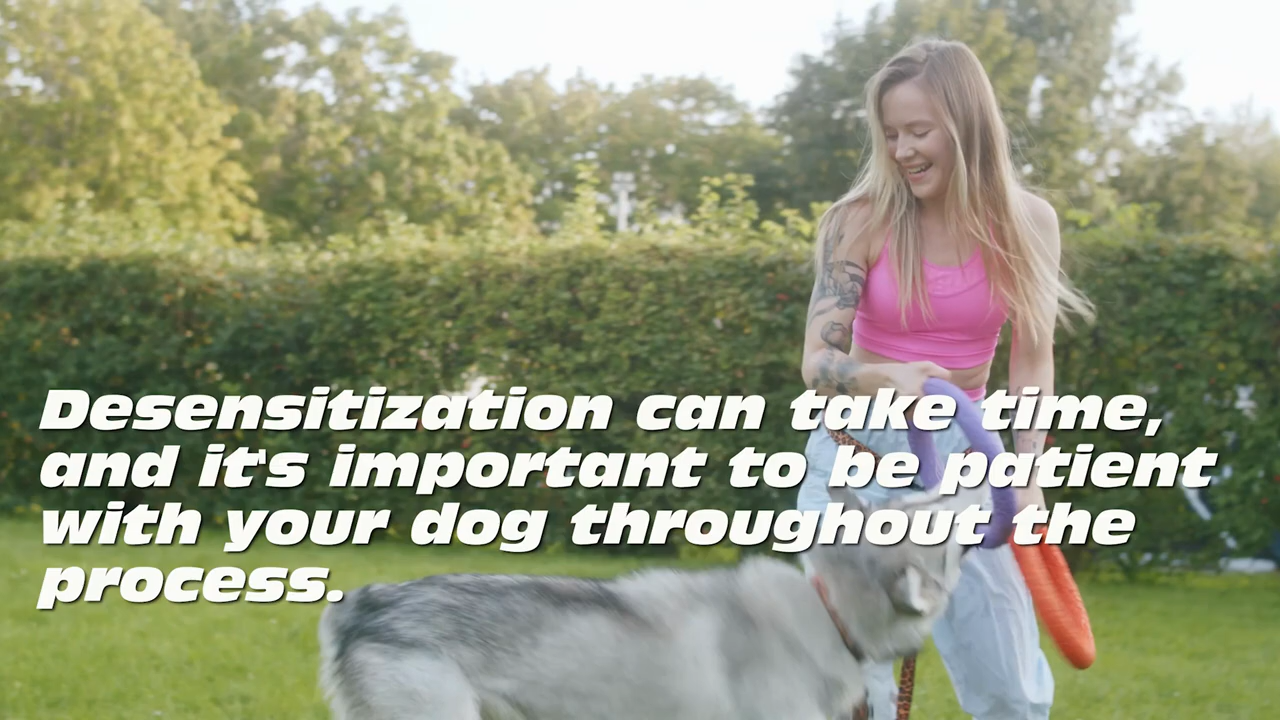 Desensitization can take time,
and it's important to be patient
with your dog throughout the
process.